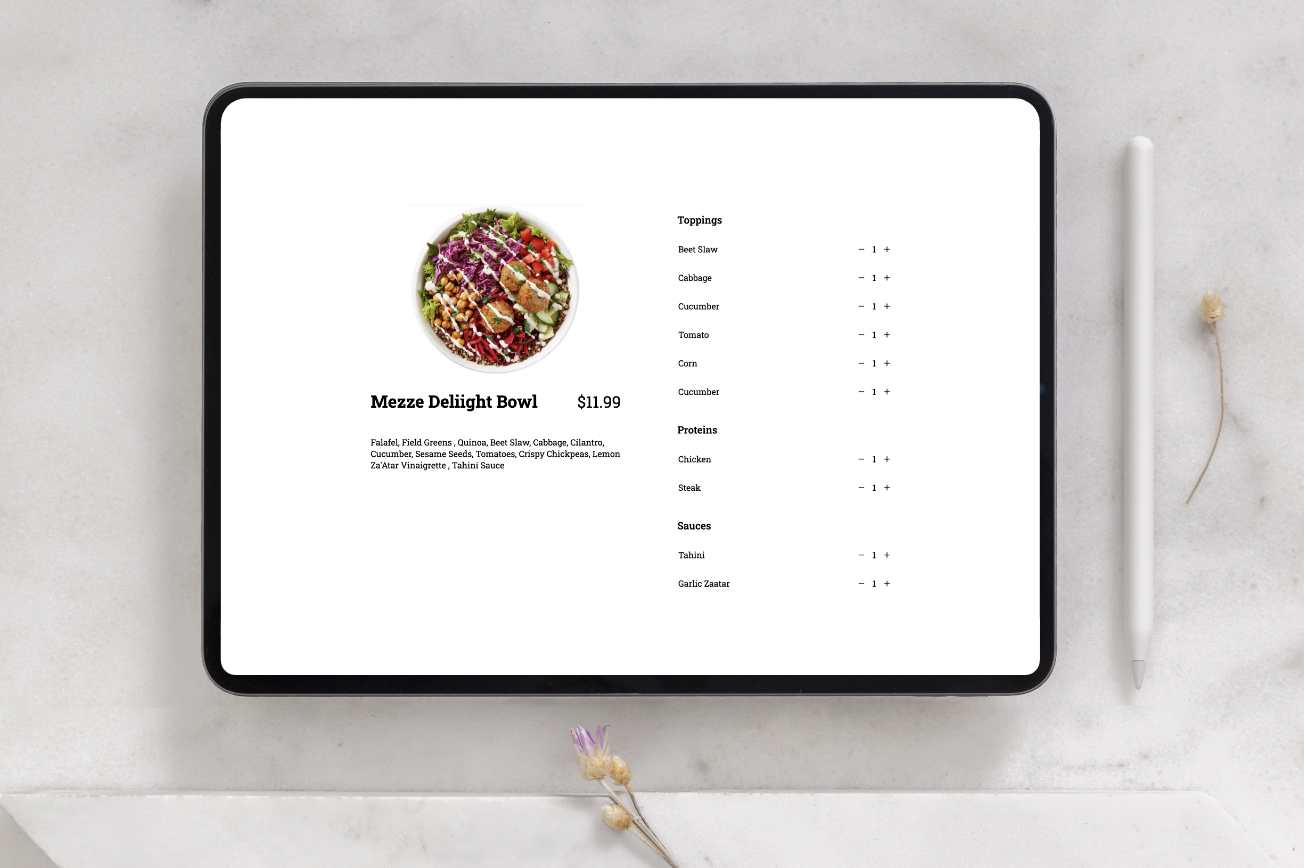 Mezze Deliight Bowl $11.99
Falafel, Field Greens , Quinoa, Beet Slaw, Cabbage, Cilantro,
Cucumber, Sesame Seeds, Tomatoes, Crispy Chickpeas, Lemon
Za'Atar Vinaigrette , Tahini Sauce
Toppings
Beet Slaw − 1 +
Cabbage − 1 +
Cucumber − 1 +
Tomato − 1 +
Corn − 1 +
Cucumber − 1 +
Proteins
Chicken − 1 +
Steak − 1 +
Sauces
Tahini − 1 +
Garlic Zaatar − 1 +